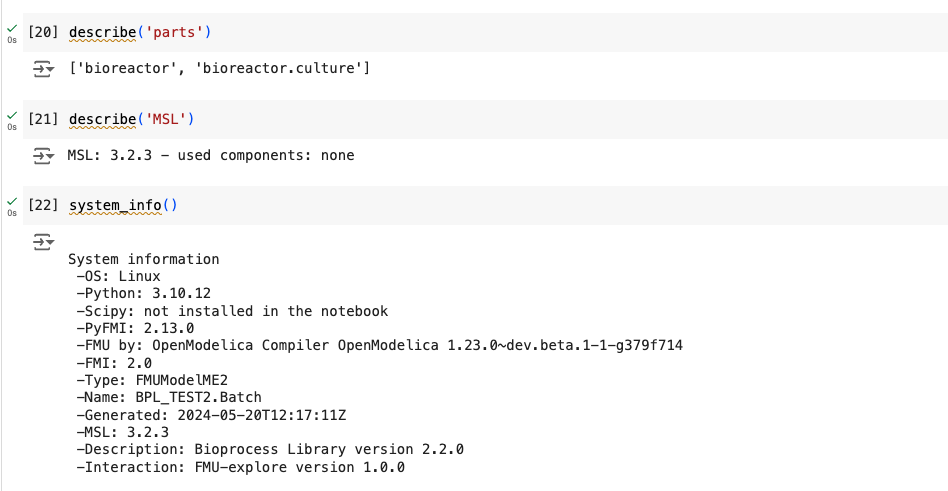 [20] describe('parts')
0s
['bioreactor', 'bioreactor.culture']
[21] describe('MSL')
0s
MSL: 3.2.3 - used components: none
[22] system_info()
0s
System information
-OS: Linux
-Python: 3.10.12
-Scipy: not installed in the notebook
-PyFMI: 2.13.0
-FMU by: OpenModelica Compiler OpenModelica 1.23.0~dev.beta.1-1-g379f714
-FMI: 2.0
-Type: FMUModelME2
-Name: BPL_TEST2.Batch
-Generated: 2024-05-20T12:17:11Z
-MSL: 3.2.3
-Description: Bioprocess Library version 2.2.0
-Interaction: FMU-explore version 1.0.0